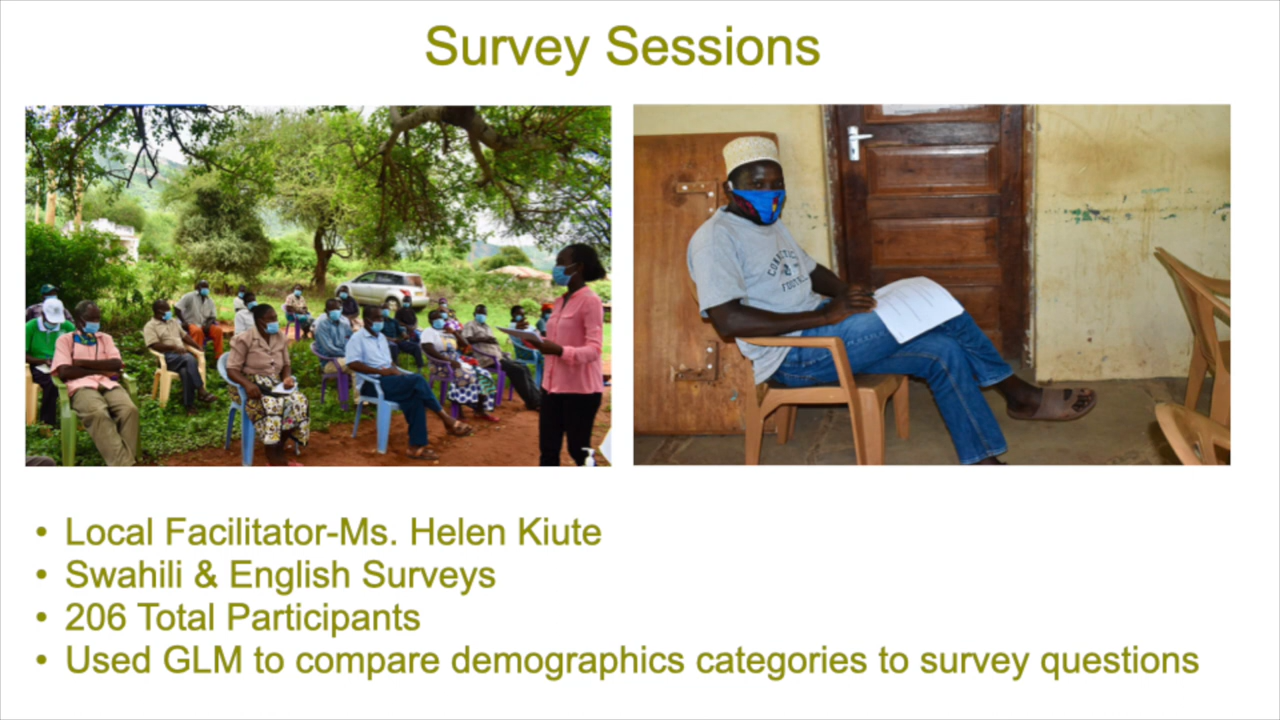 Survey Sessions
• Local Facilitator-Ms. Helen Kiute
• Swahili & English Surveys
• 206 Total Participants
• Used GLM to compare demographics categories to survey questions